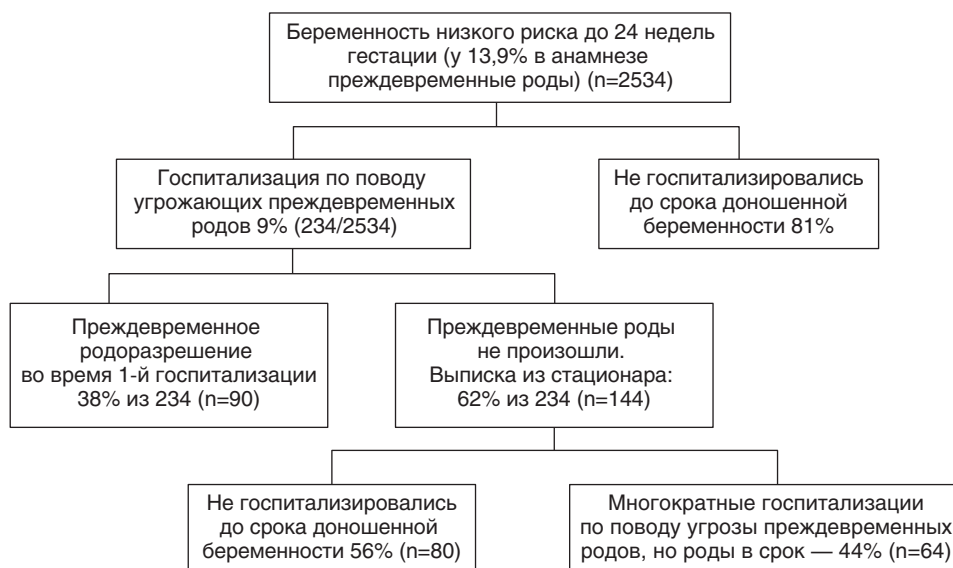 Беременность низкого риска до 24 недель
гестации (у 13,9% в анамнезе
преждевременные роды) (n=2534)
Госпитализация по поводу
угрожающих преждевременных
родов 9% (234/2534)
Не госпитализировались
до срока доношенной
беременности 81%
Преждевременное
родоразрешение
во время 1-й госпитализации
38% из 234 (n=90)
Преждевременные роды
не произошли.
Выписка из стационара:
62% из 234 (n=144)
Не госпитализировались
до срока доношенной
беременности 56% (n=80)
Многократные госпитализации
по поводу угрозы преждевременных
родов, но роды в срок — 44% (n=64)